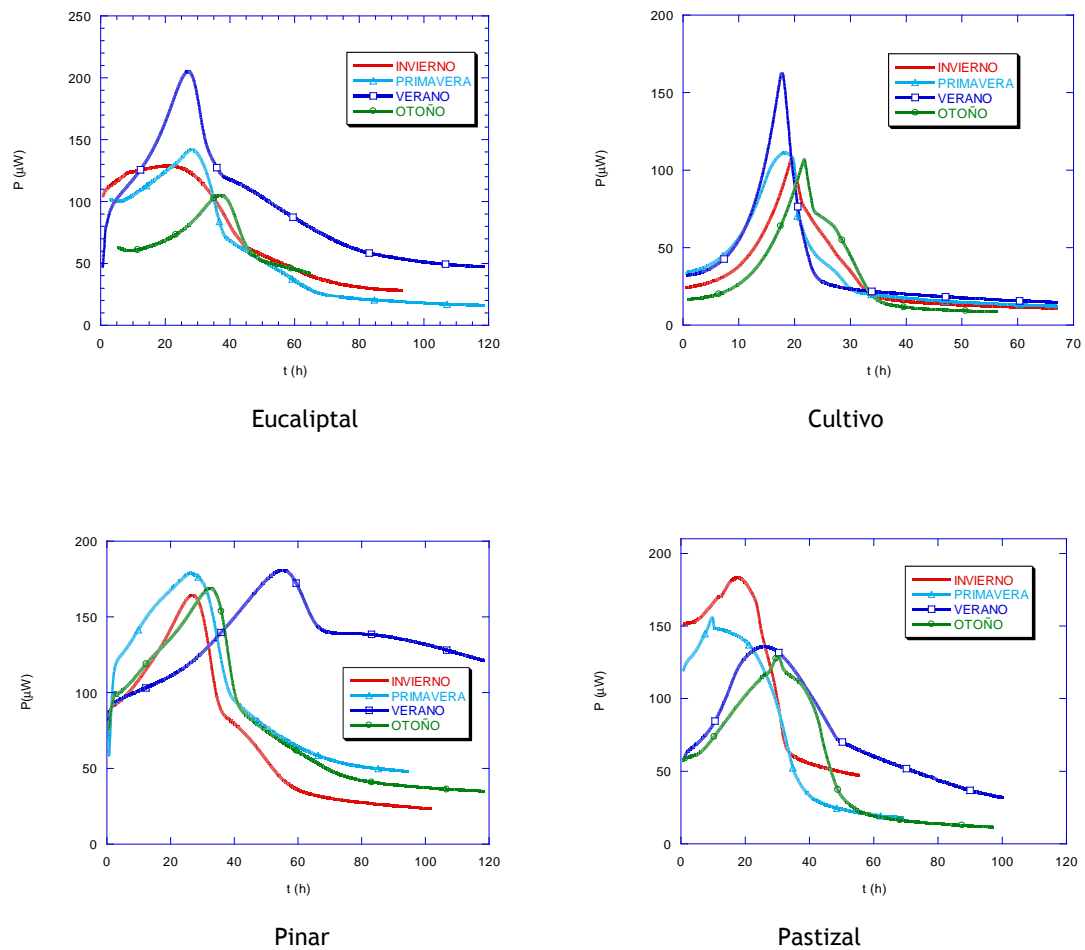 250
200
150
100
50
0
P (µW)
INVIERNO
PRIMAVERA
VERANO
OTOÑO
0 20 40 60 80 100 120
t (h)
Eucaliptal
200
150
100
50
0
P(µW)
INVIERNO
PRIMAVERA
VERANO
OTOÑO
0 10 20 30 40 50 60 70
t (h)
Cultivo
200
150
100
50
0
P(µW)
INVIERNO
PRIMAVERA
VERANO
OTOÑO
0 20 40 60 80 100 120
t (h)
Pinar
200
150
100
50
0
P (µW)
INVIERNO
PRIMAVERA
VERANO
OTOÑO
0 20 40 60 80 100 120
t (h)
Pastizal